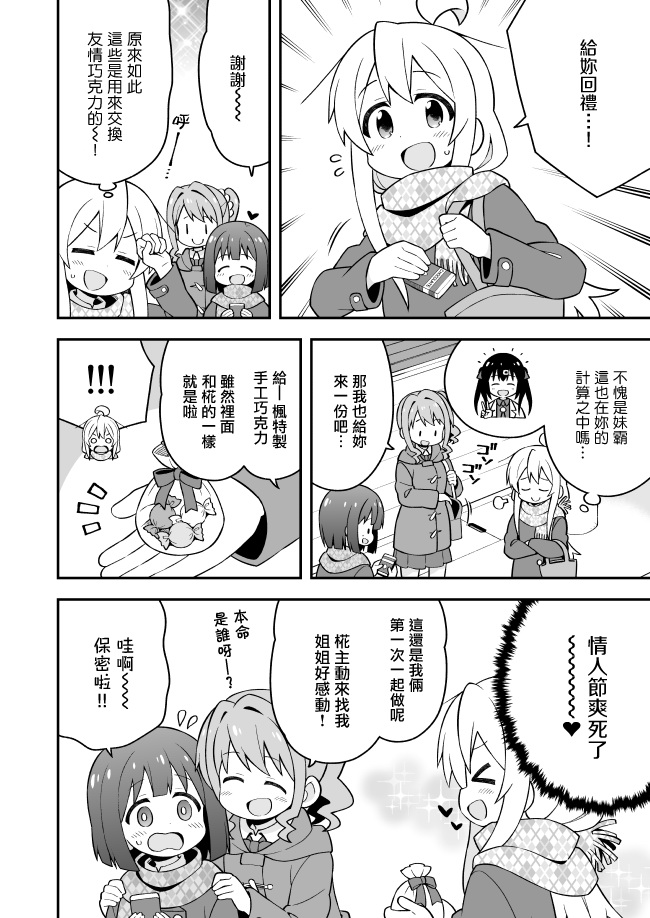 給妳回禮…！
謝謝～～
呼……
原來如此
這些是用來交換
友情巧克力的～！
不愧是妹霸
這也在妳的
計算之中嗎…
那我也給妳
來一份吧…
ゴソ
ゴソ
給—楓特製
手工巧克力
雖然裡面
和椛的一樣
就是啦
!!!
情人節爽死了
～～～～♥
這還是我倆
第一次一起做呢
椛主動來找我
姐姐好感動！
本命
是誰呀—？
哇啊～～
保密啦!!